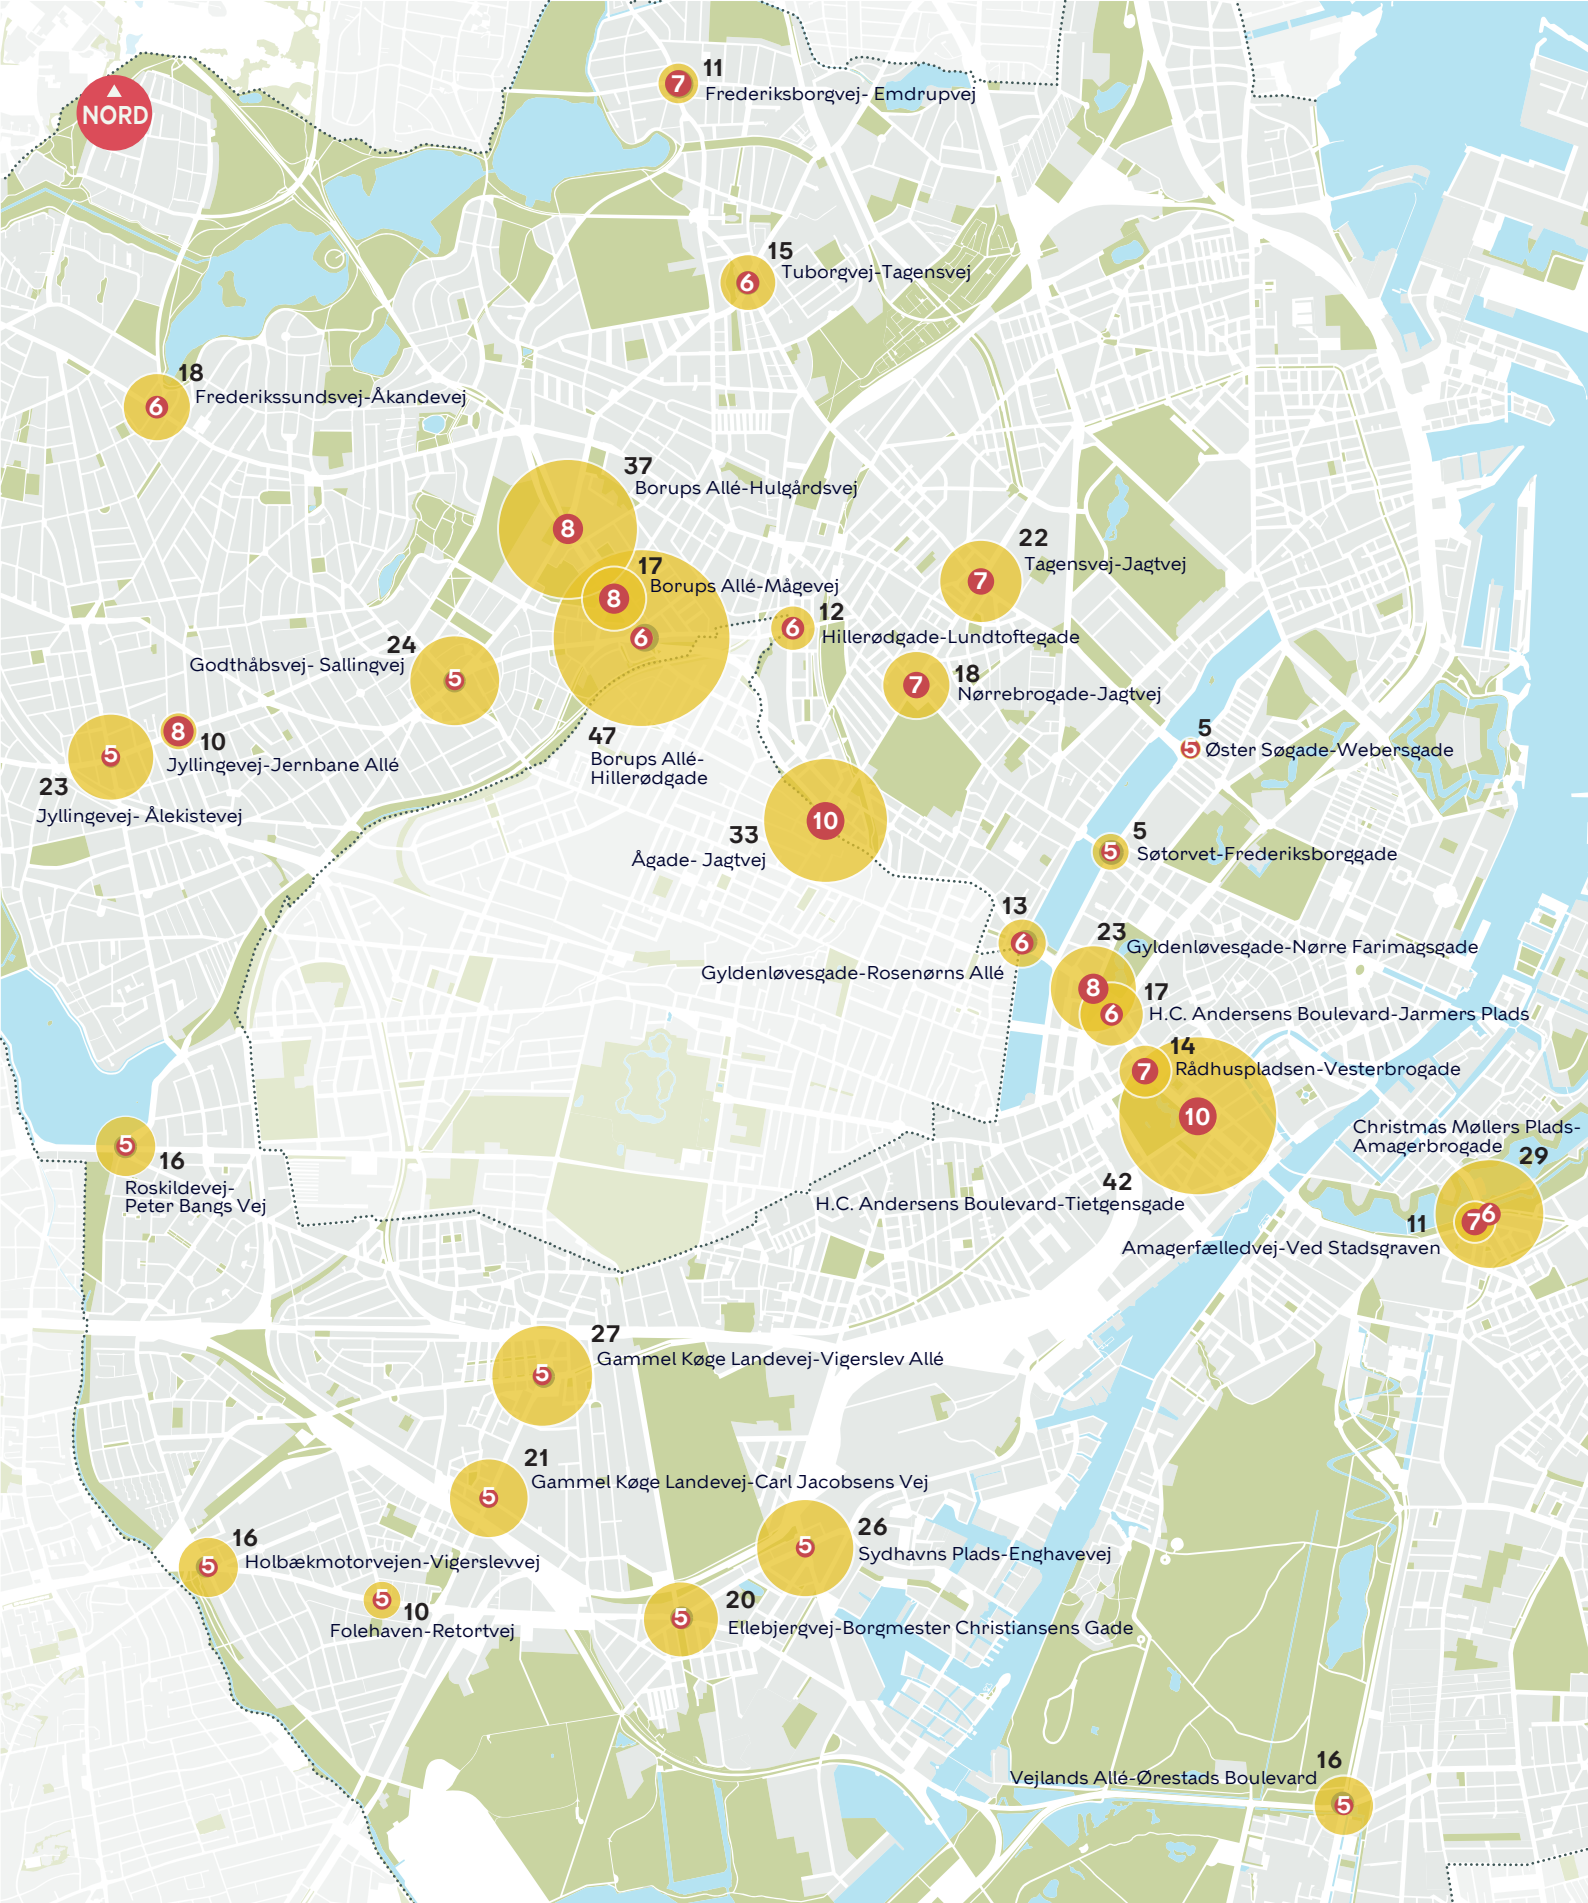 NORD
7
11
Frederiksborgvej- Emdrupvej
15
6
Tuborgvej-Tagensvej
18
6
Frederikssundsvej-Åkandevej
37
Borups Allé-Hulgårdsvej
8
22
Tagensvej-Jagtvej
7
17
Borups Allé-Mågevej
8
6
47
Borups Allé-
Hillerødgade
12
6
Hillerødgade-Lundtoftegade
24
Godthåbsvej- Sallingvej
5
18
7
Nørrebrogade-Jagtvej
8
10
Jyllingevej-Jernbane Allé
5
23
Jyllingevej- Ålekistevej
5
5
Øster Søgade-Webersgade
10
33
Ågade- Jagtvej
5
5
Søtorvet-Frederiksborggade
13
6
Gyldenløvesgade-Rosenørns Allé
23
Gyldenløvesgade-Nørre Farimagsgade
8
17
6
H.C. Andersens Boulevard-Jarmers Plads
14
7
Rådhuspladsen-Vesterbrogade
10
42
H.C. Andersens Boulevard-Tietgensgade
Christmas Møllers Plads-
Amagerbrogade
29
6
7
11
Amagerfælledvej-Ved Stadsgraven
5
16
Roskildevej-
Peter Bangs Vej
27
Gammel Køge Landevej-Vigerslev Allé
5
21
Gammel Køge Landevej-Carl Jacobsens Vej
5
26
5
Sydhavns Plads-Enghavevej
16
Holbækmotorvejen-Vigerslevvej
5
5
10
Folehaven-Retortvej
20
5
Ellebjergvej-Borgmester Christiansens Gade
16
Vejlands Allé-Ørestads Boulevard
5